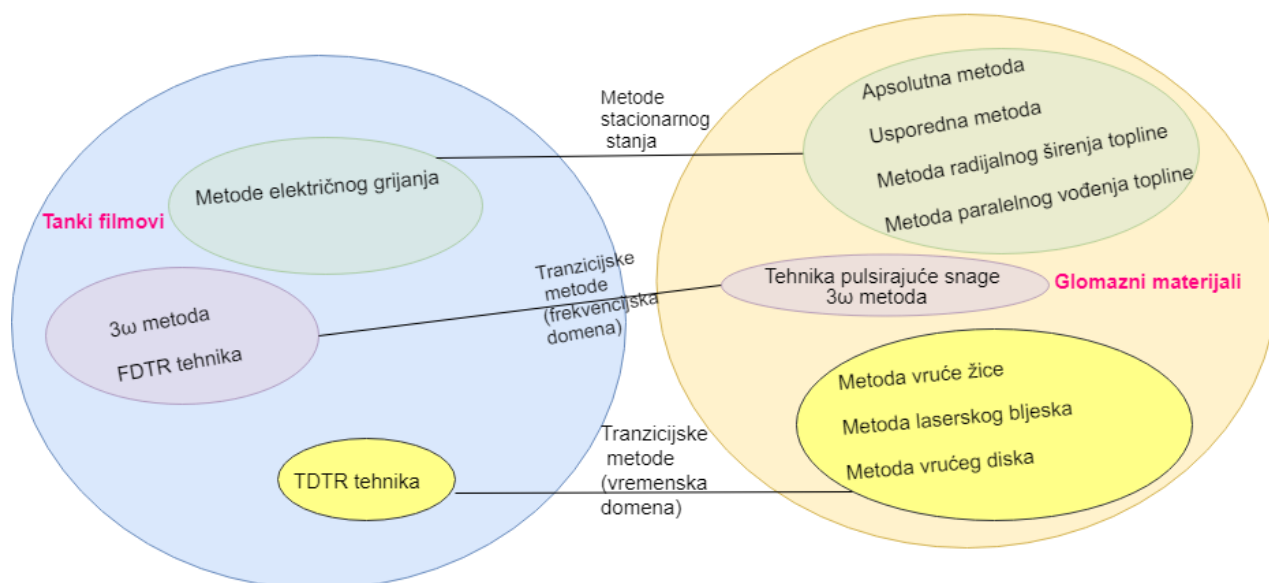 Tanki filmovi
Metode električnog grijanja
3ω metoda
FDTR tehnika
TDTR tehnika
Metode
stacionarnog
stanja
Tranzicijske
metode
(frekvencijska
domena)
Tranzicijske
metode
(vremenska
domena)
Apsolutna metoda
Usporedna metoda
Metoda radijalnog širenja topline
Metoda paralelnog vođenja topline
Tehnika pulsirajuće snage
3ω metoda
Glomazni materijali
Metoda vruće žice
Metoda laserskog bljeska
Metoda vrućeg diska